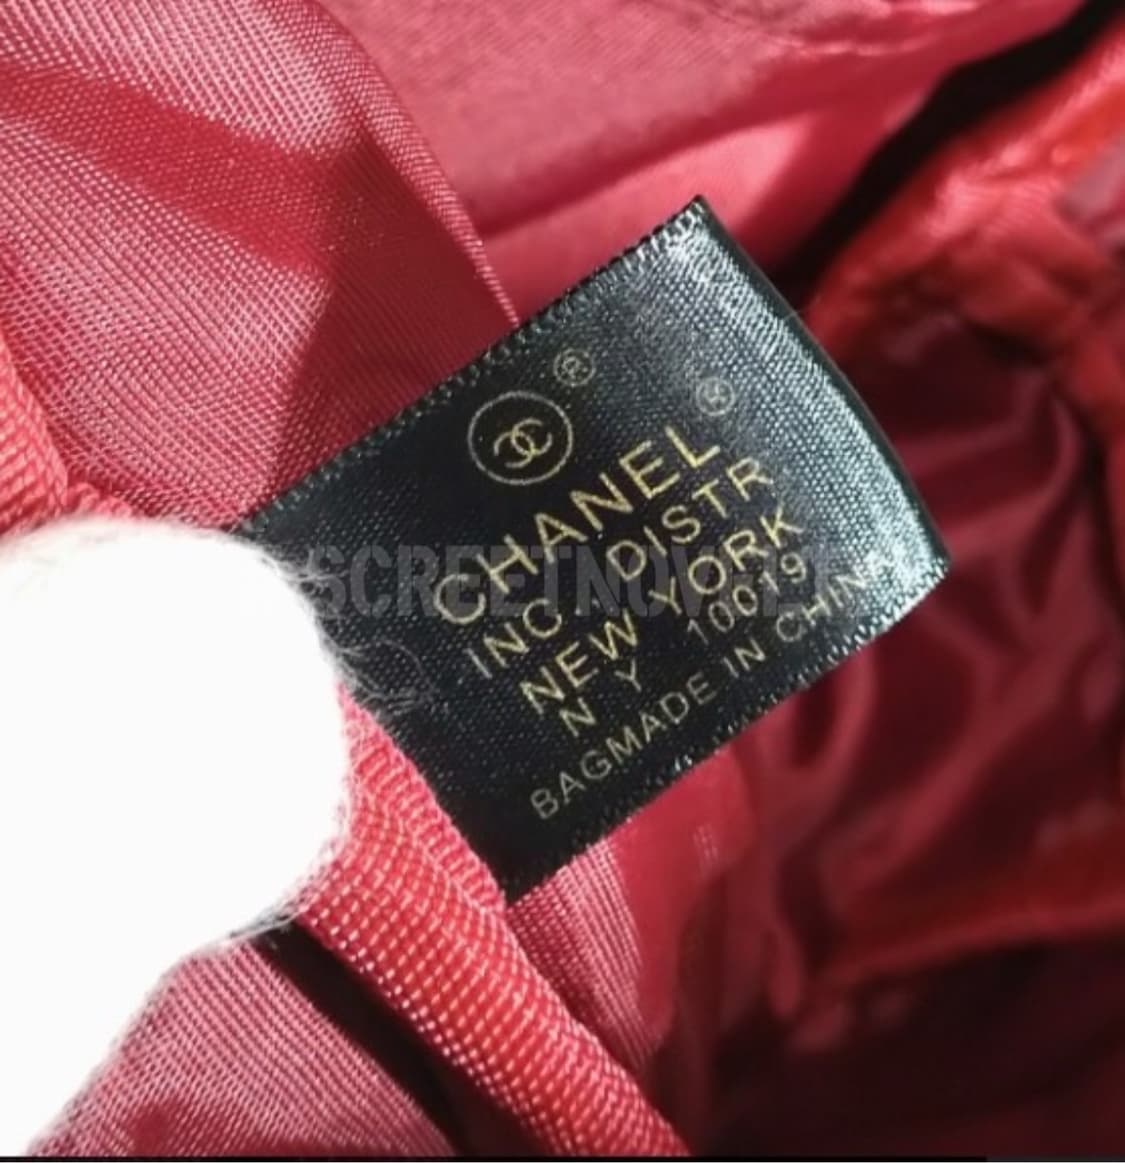 ®
®
CHANEL
INC . DISTR
NEW YORK
N Y 10019
BAGMADE IN CHINA